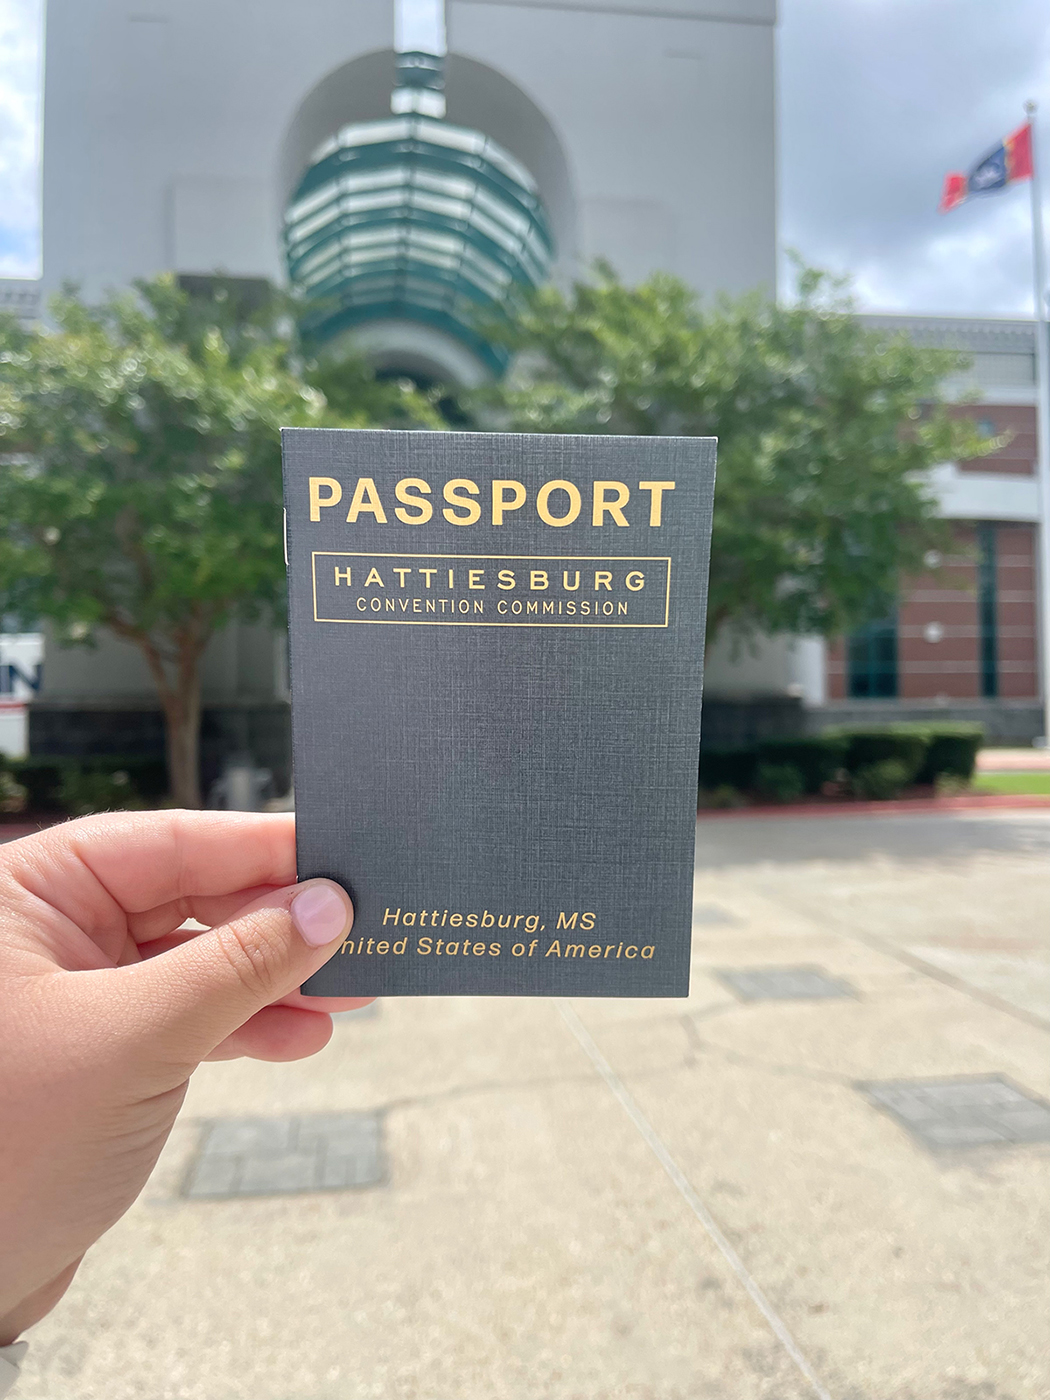 PASSPORT
HATTIESBURG
CONVENTION COMMISSION
Hattiesburg, MS
nited States of America